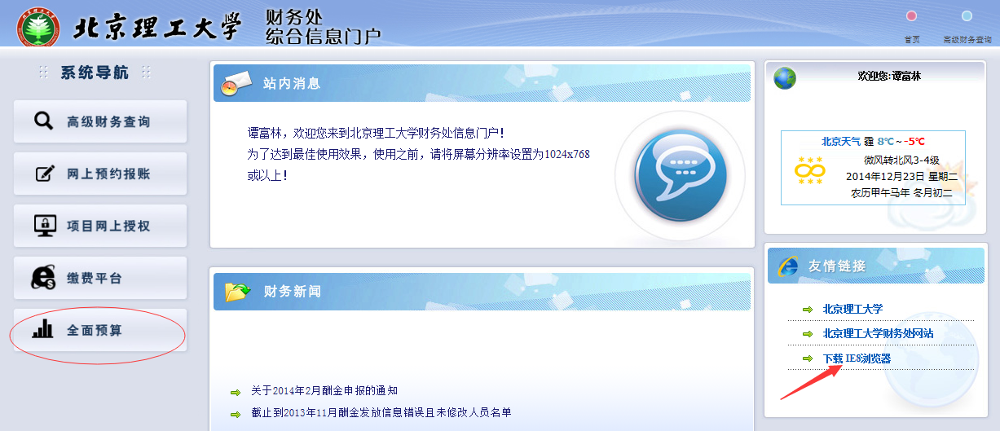 北京理工大学
财务处
综合信息门户
首页
高级财务查询
系统导航
高级财务查询
网上预约报账
项目网上授权
缴费平台
全面预算
站内消息
谭富林，欢迎您来到北京理工大学财务处信息门户！
为了达到最佳使用效果，使用之前，请将屏幕分辨率设置为1024x768
或以上！
财务新闻
关于2014年2月酬金申报的通知
截止到2013年11月酬金发放信息错误且未修改人员名单
欢迎您:谭富林
北京天气 霾 8℃～-5℃
微风转北风3-4级
2014年12月23日 星期二
农历甲午马年 冬月初二
友情链接
北京理工大学
北京理工大学财务处网站
下载 IE8浏览器